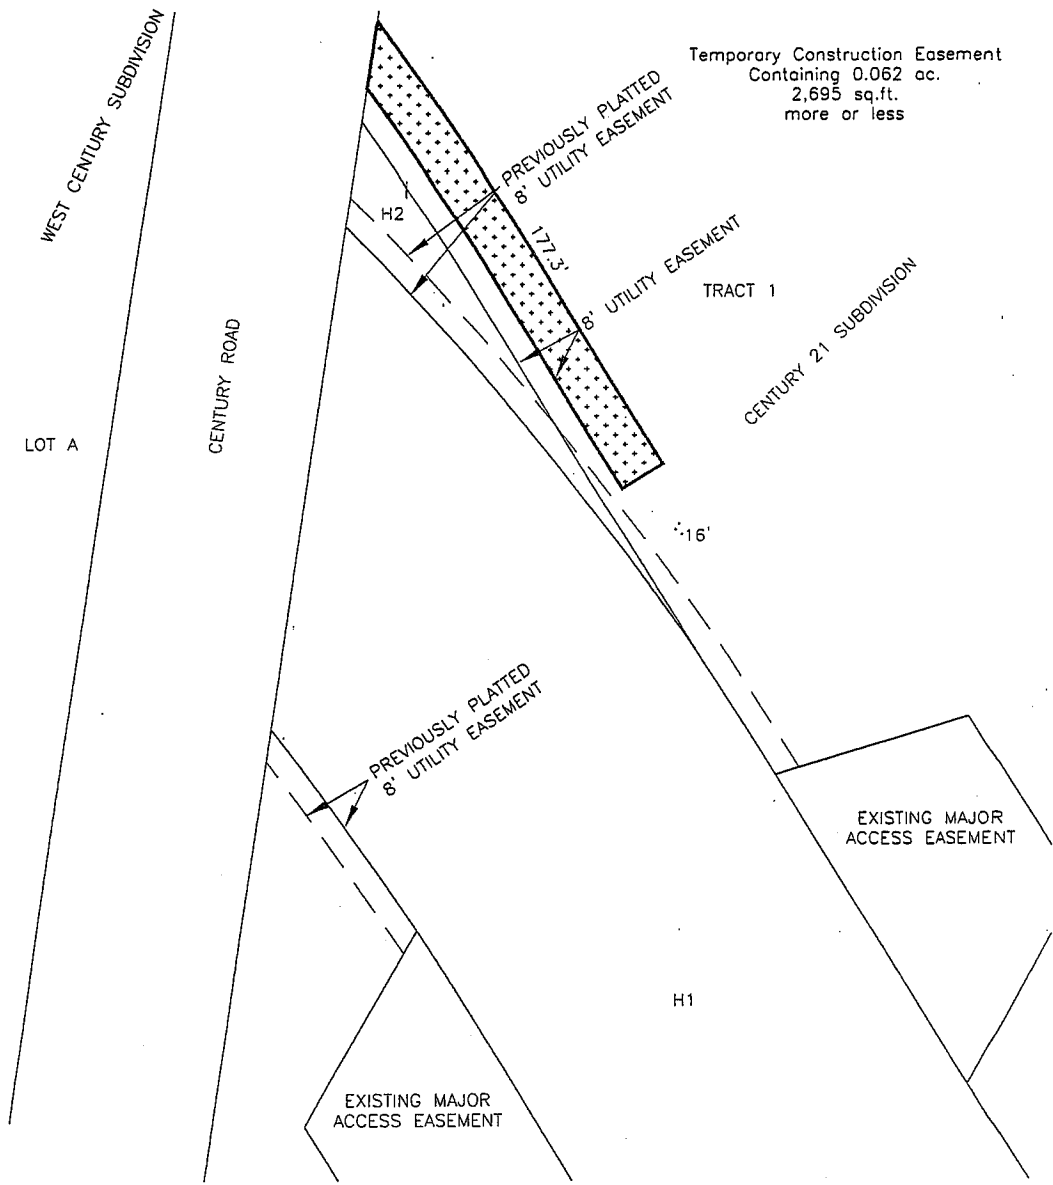 WEST CENTURY SUBDIVISION
Temporary Construction Easement
Containing 0.062 ac.
2,695 sq.ft.
more or less
PREVIOUSLY PLATTED
8' UTILITY EASEMENT
H2
177.3'
8' UTILITY EASEMENT
TRACT 1
CENTURY 21 SUBDIVISION
CENTURY ROAD
LOT A
16'
PREVIOUSLY PLATTED
8' UTILITY EASEMENT
EXISTING MAJOR
ACCESS EASEMENT
H1
EXISTING MAJOR
ACCESS EASEMENT